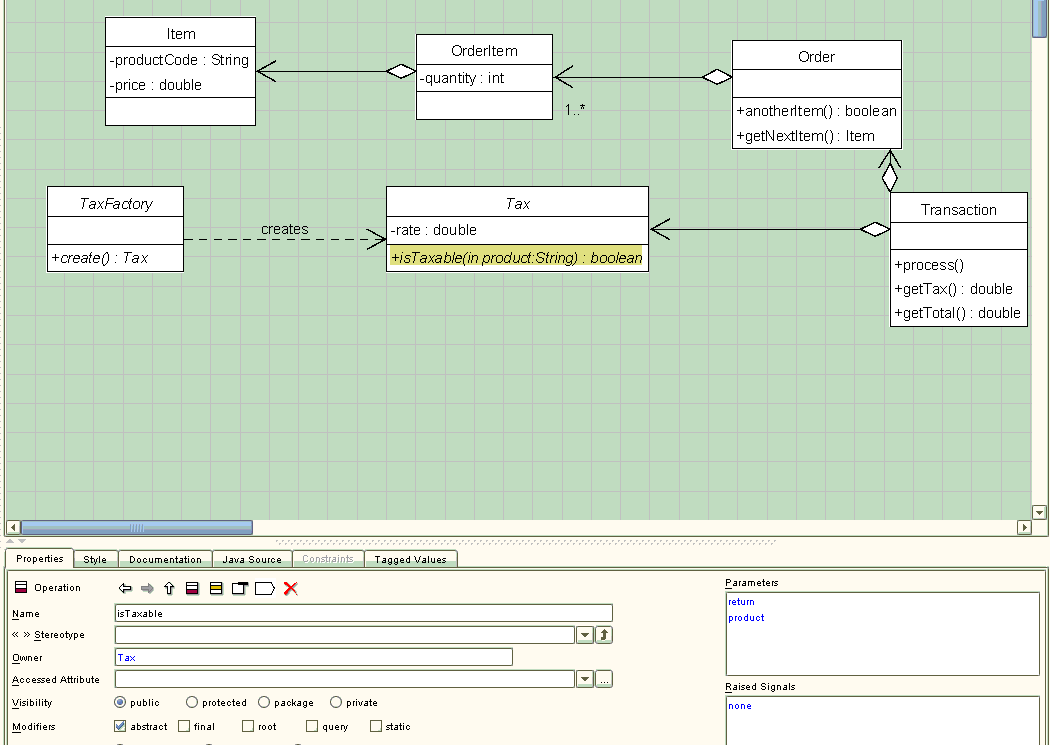 Item
-productCode : String
-price : double
OrderItem
-quantity : int
1..*
Order
+anotherItem() : boolean
+getNextItem() : Item
TaxFactory
+create() : Tax
creates
Tax
-rate : double
+isTaxable(in product:String) : boolean
Transaction
+process()
+getTax() : double
+getTotal() : double
Properties Style Documentation Java Source Constraints Tagged Values
Operation
Name isTaxable
« » Stereotype
Owner Tax
Accessed Attribute ...
Visibility public protected package private
Modifiers abstract final root query static
Parameters
return
product
Raised Signals
none